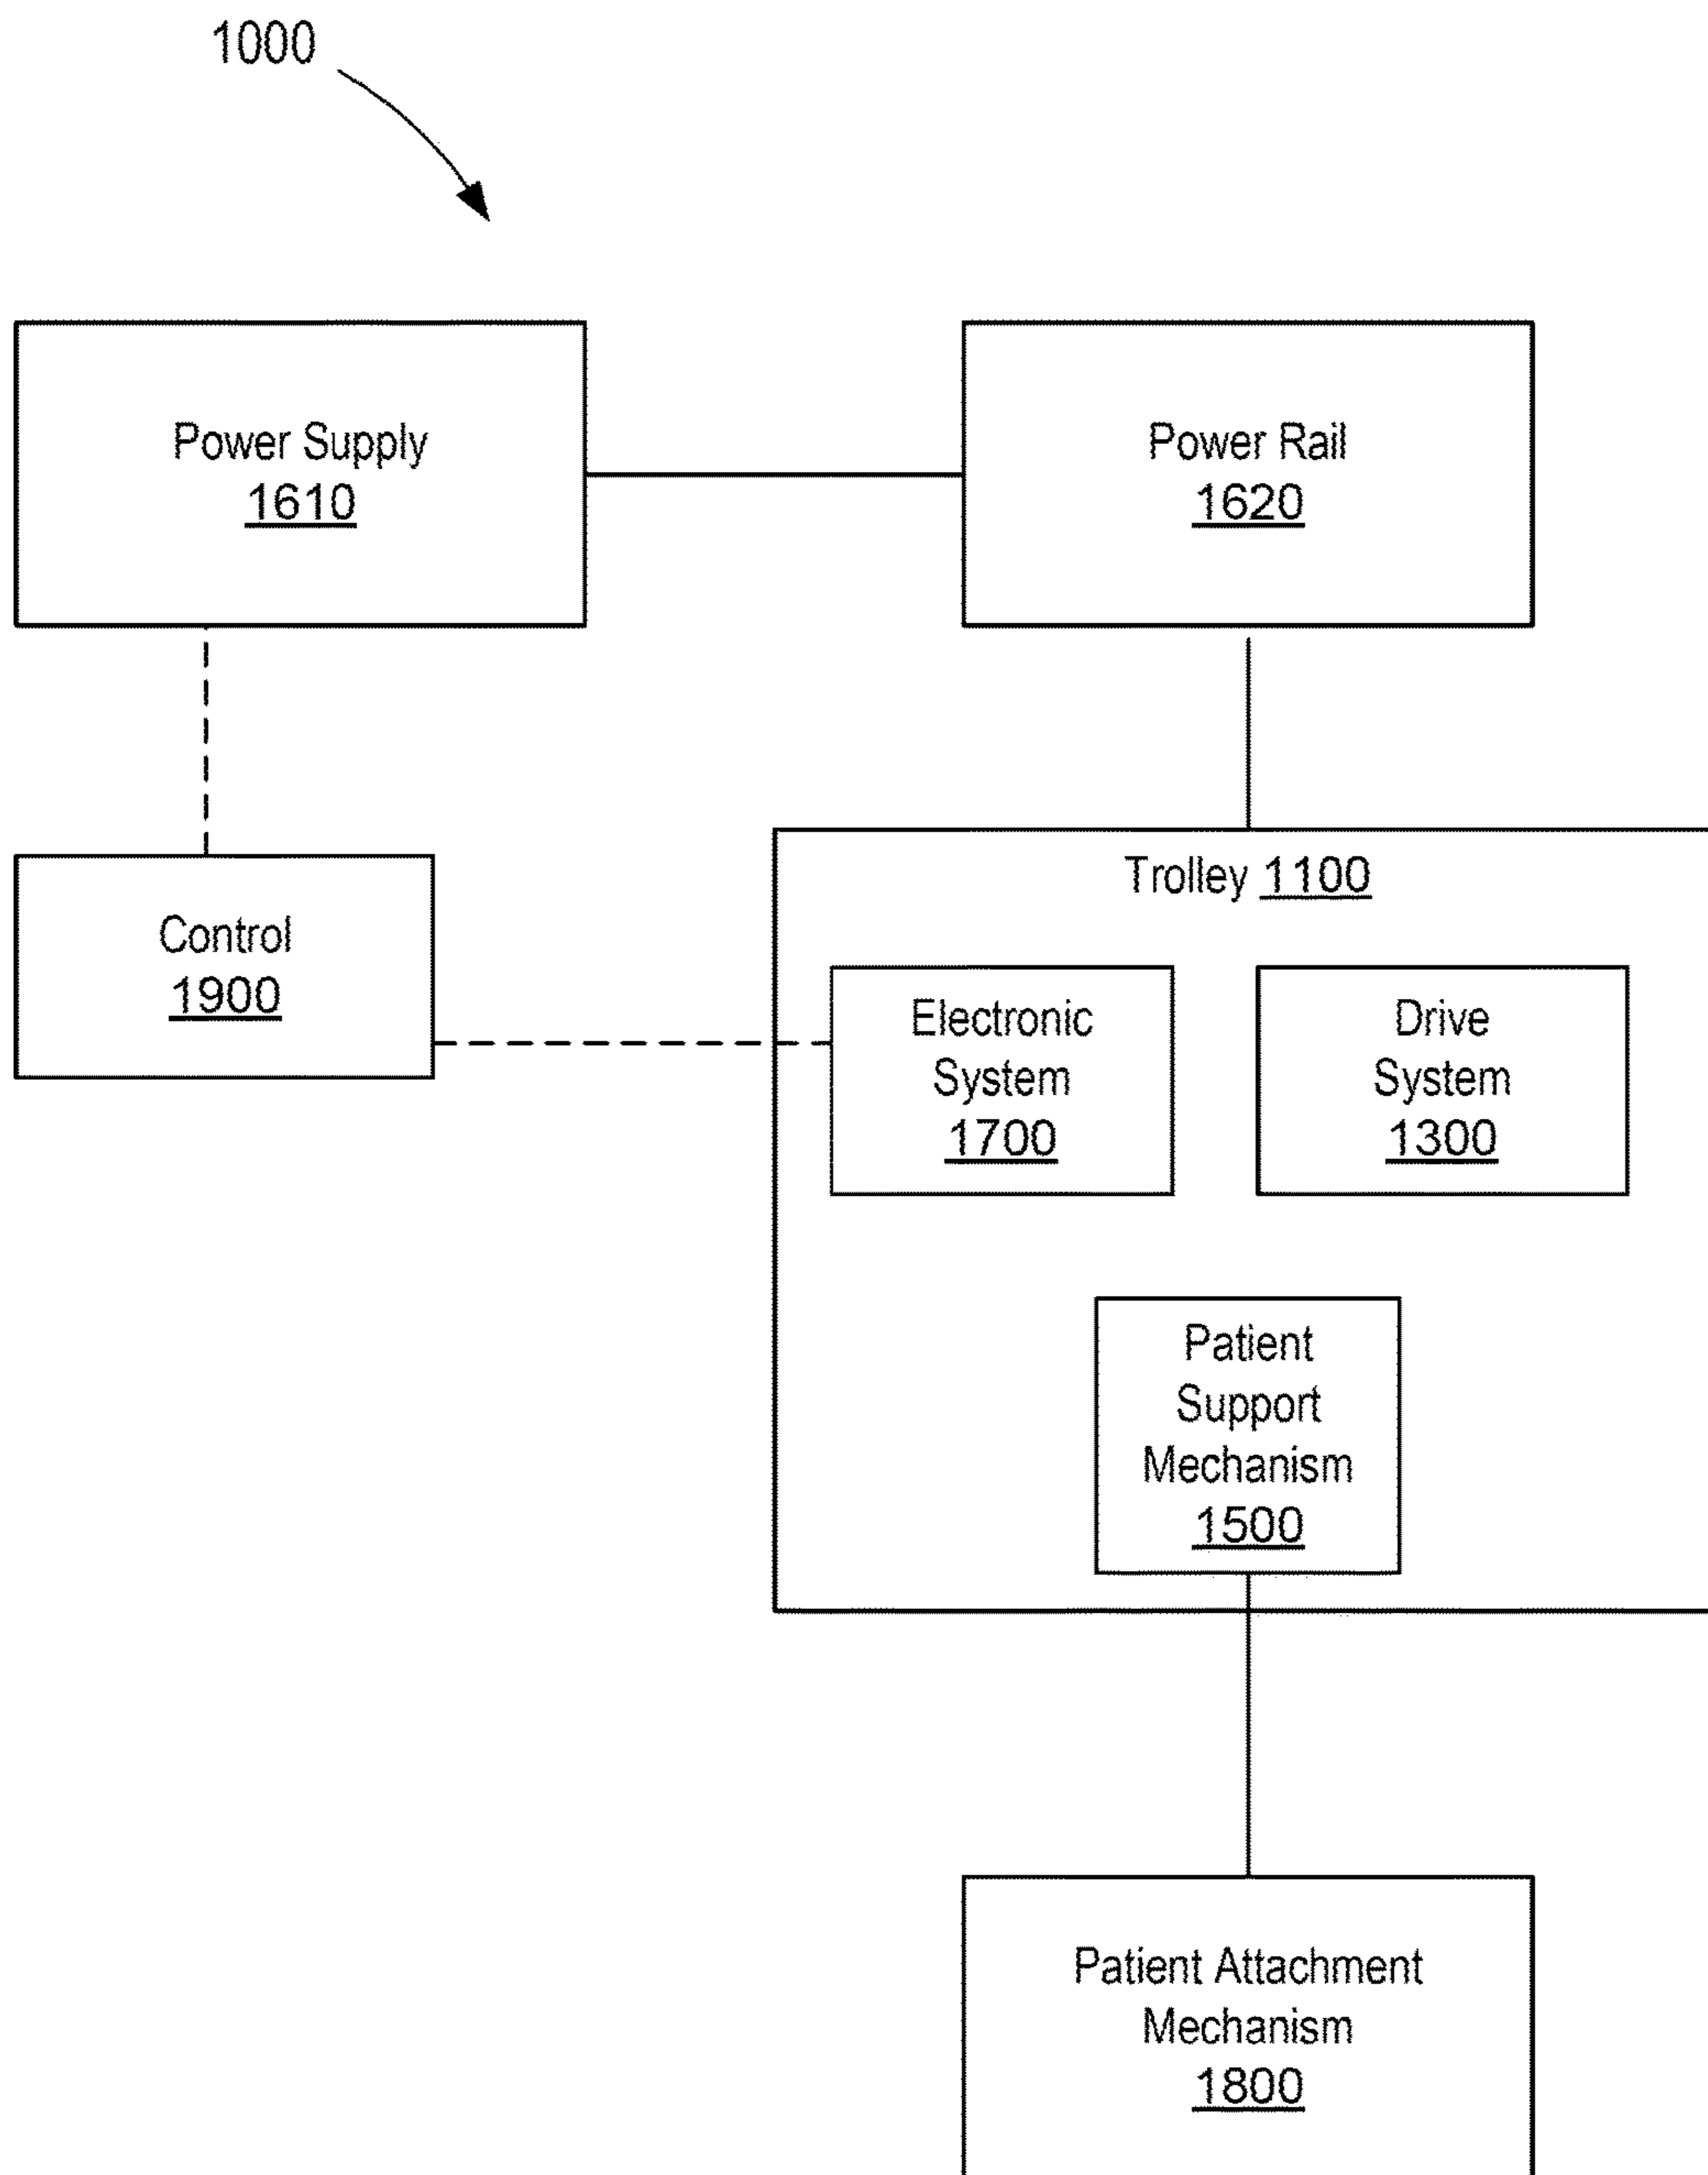 1000
Power Supply
1610
Power Rail
1620
Trolley 1100
Control
1900
Electronic
System
1700
Drive
System
1300
Patient
Support
Mechanism
1500
Patient Attachment
Mechanism
1800